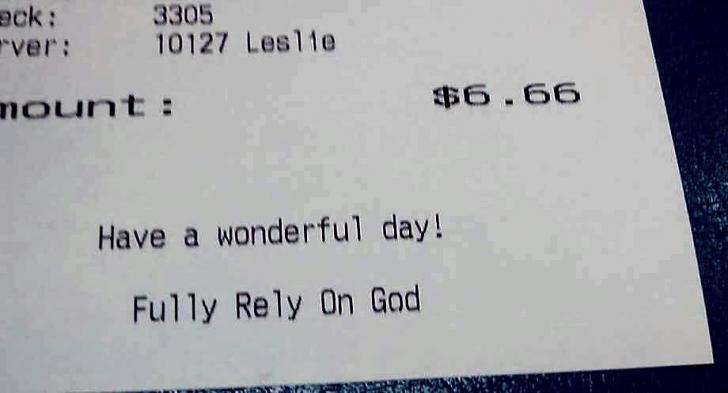 eck: 3305
rver: 10127 Leslie
mount: $6.66
Have a wonderful day!
Fully Rely On God